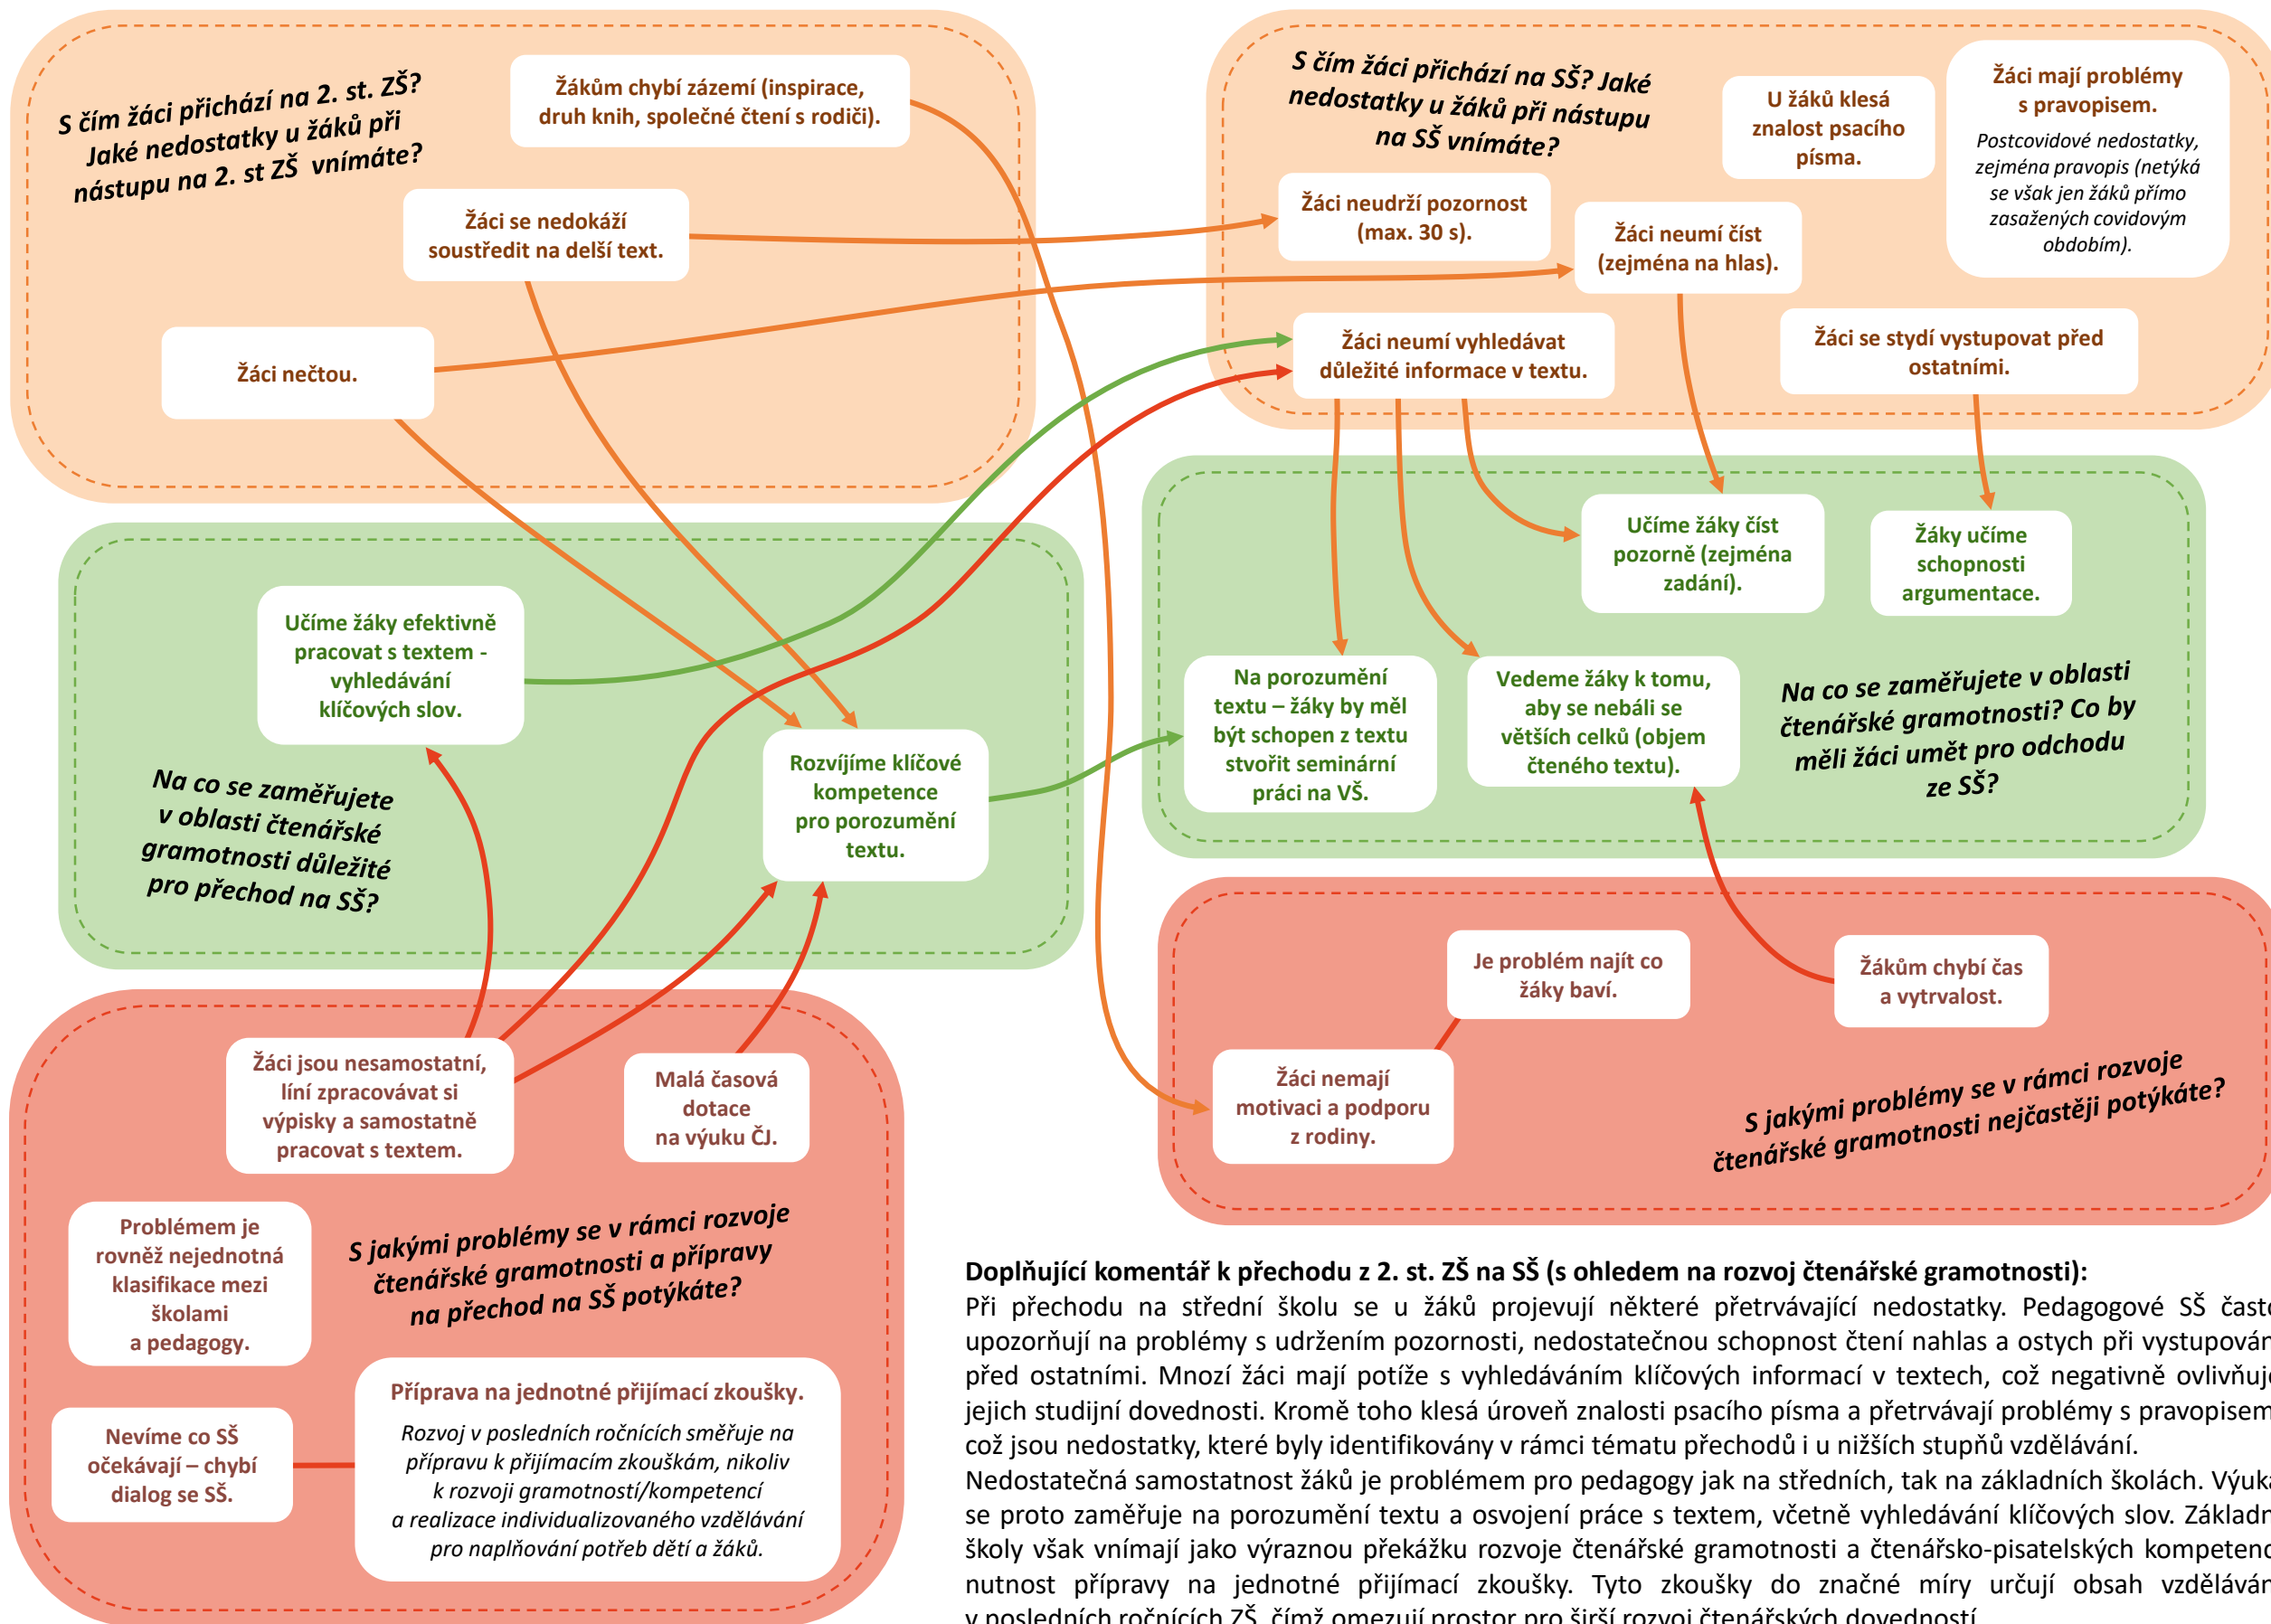 S čím žáci přichází na 2. st. ZŠ?
Jaké nedostatky u žáků při
nástupu na 2. st ZŠ vnímáte?
Žákům chybí zázemí (inspirace,
druh knih, společné čtení s rodiči).
Žáci se nedokáží
soustředit na delší text.
Žáci nečtou.
S čím žáci přichází na SŠ? Jaké
nedostatky u žáků při nástupu
na SŠ vnímáte?
U žáků klesá
znalost psacího
písma.
Žáci mají problémy
s pravopisem.
Postcovidové nedostatky,
zejména pravopis (netýká
se však jen žáků přímo
zasažených covidovým
obdobím).
Žáci neudrží pozornost
(max. 30 s).
Žáci neumí číst
(zejména na hlas).
Žáci neumí vyhledávat
důležité informace v textu.
Žáci se stydí vystupovat před
ostatními.
Učíme žáky efektivně
pracovat s textem -
vyhledávání
klíčových slov.
Na co se zaměřujete
v oblasti čtenářské
gramotnosti důležité
pro přechod na SŠ?
Rozvíjíme klíčové
kompetence
pro porozumění
textu.
Učíme žáky číst
pozorně (zejména
zadání).
Žáky učíme
schopnosti
argumentace.
Na porozumění
textu – žáky by měl
být schopen z textu
stvořit seminární
práci na VŠ.
Vedeme žáky k tomu,
aby se nebáli se
větších celků (objem
čteného textu).
Na co se zaměřujete v oblasti
čtenářské gramotnosti? Co by
měli žáci umět pro odchodu
ze SŠ?
Žáci jsou nesamostatní,
líní zpracovávat si
výpisky a samostatně
pracovat s textem.
Malá časová
dotace
na výuku ČJ.
Problémem je
rovněž nejednotná
klasifikace mezi
školami
a pedagogy.
S jakými problémy se v rámci rozvoje
čtenářské gramotnosti a přípravy
na přechod na SŠ potýkáte?
Nevíme co SŠ
očekávají – chybí
dialog se SŠ.
Příprava na jednotné přijímací zkoušky.
Rozvoj v posledních ročnících směřuje na
přípravu k přijímacím zkouškám, nikoliv
k rozvoji gramotností/kompetencí
a realizace individualizovaného vzdělávání
pro naplňování potřeb dětí a žáků.
Je problém najít co
žáky baví.
Žákům chybí čas
a vytrvalost.
Žáci nemají
motivaci a podporu
z rodiny.
S jakými problémy se v rámci rozvoje
čtenářské gramotnosti nejčastěji potýkáte?
Doplňující komentář k přechodu z 2. st. ZŠ na SŠ (s ohledem na rozvoj čtenářské gramotnosti):
Při přechodu na střední školu se u žáků projevují některé přetrvávající nedostatky. Pedagogové SŠ často
upozorňují na problémy s udržením pozornosti, nedostatečnou schopnost čtení nahlas a ostych při vystupován
před ostatními. Mnozí žáci mají potíže s vyhledáváním klíčových informací v textech, což negativně ovlivňuje
jejich studijní dovednosti. Kromě toho klesá úroveň znalosti psacího písma a přetrvávají problémy s pravopisem
což jsou nedostatky, které byly identifikovány v rámci tématu přechodů i u nižších stupňů vzdělávání.
Nedostatečná samostatnost žáků je problémem pro pedagogy jak na středních, tak na základních školách. Výuka
se proto zaměřuje na porozumění textu a osvojení práce s textem, včetně vyhledávání klíčových slov. Základn
školy však vnímají jako výraznou překážku rozvoje čtenářské gramotnosti a čtenářsko-pisatelských kompetenc
nutnost přípravy na jednotné přijímací zkoušky. Tyto zkoušky do značné míry určují obsah vzděláván
v posledních ročnících ZŠ, čímž omezují prostor pro širší rozvoj čtenářských dovedností.